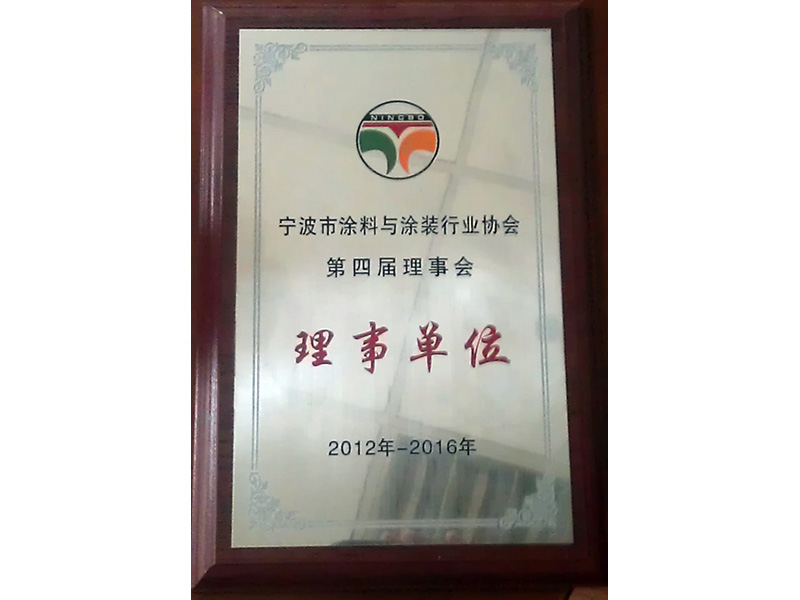 NINGBO
宁波市涂料与涂装行业协会
第四届理事会
理事单位
2012年-2016年